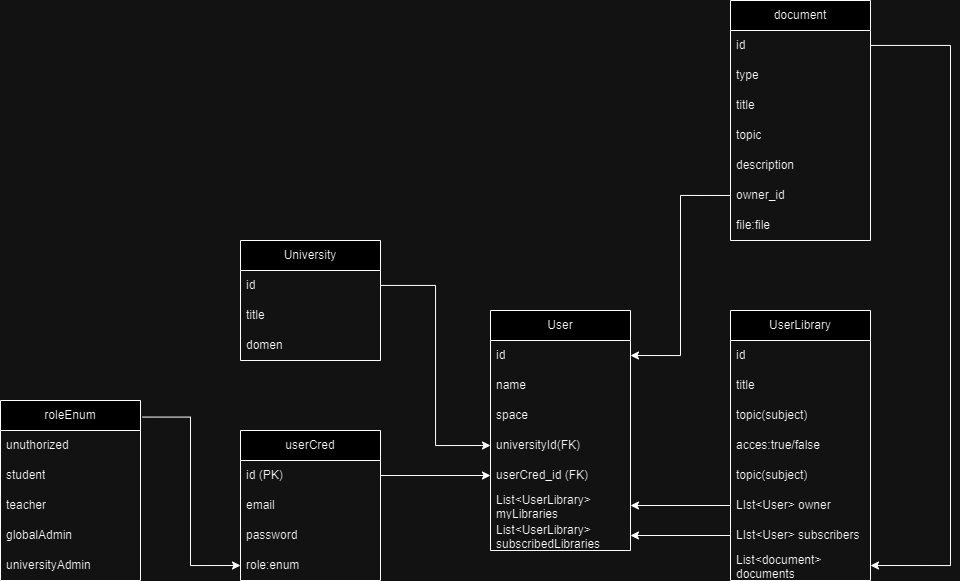 document
id
type
title
topic
description
owner_id
file:file
University
id
title
domen
User
id
name
space
universityId(FK)
userCred_id (FK)
List<UserLibrary>
myLibraries
List<UserLibrary>
subscribedLibraries
UserLibrary
id
title
topic(subject)
acces:true/false
topic(subject)
LIst<User> owner
LIst<User> subscribers
List<document>
documents
roleEnum
unuthorized
student
teacher
globalAdmin
universityAdmin
userCred
id (PK)
email
password
role:enum